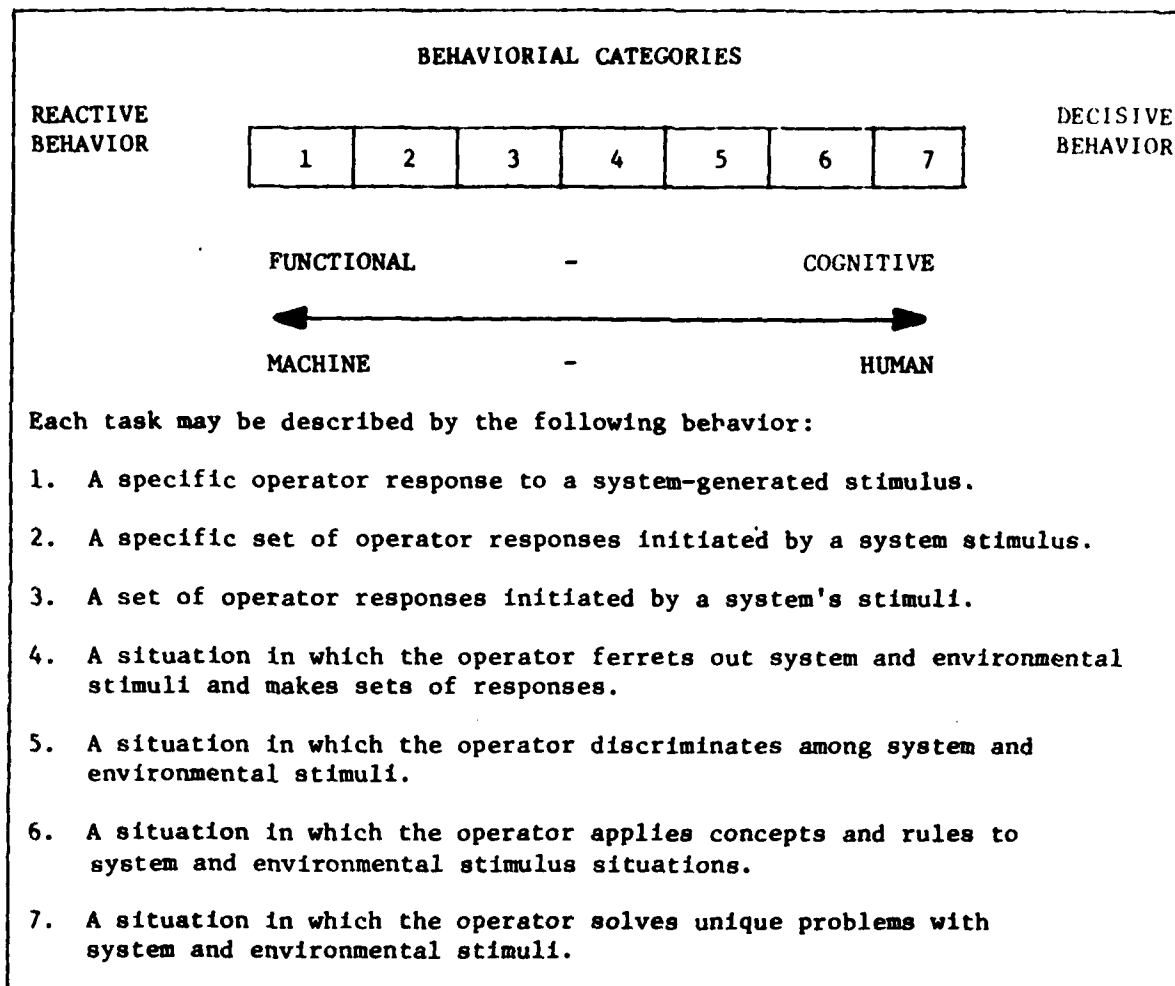 BEHAVIORIAL CATEGORIES
REACTIVE BEHAVIOR
1 2 3 4 5 6 7
DECISIVE BEHAVIOR
FUNCTIONAL - COGNITIVE
MACHINE - HUMAN
Each task may be described by the following behavior:
1. A specific operator response to a system-generated stimulus.
2. A specific set of operator responses initiated by a system stimulus.
3. A set of operator responses initiated by a system's stimuli.
4. A situation in which the operator ferrets out system and environmental
stimuli and makes sets of responses.
5. A situation in which the operator discriminates among system and
environmental stimuli.
6. A situation in which the operator applies concepts and rules to
system and environmental stimulus situations.
7. A situation in which the operator solves unique problems with
system and environmental stimuli.